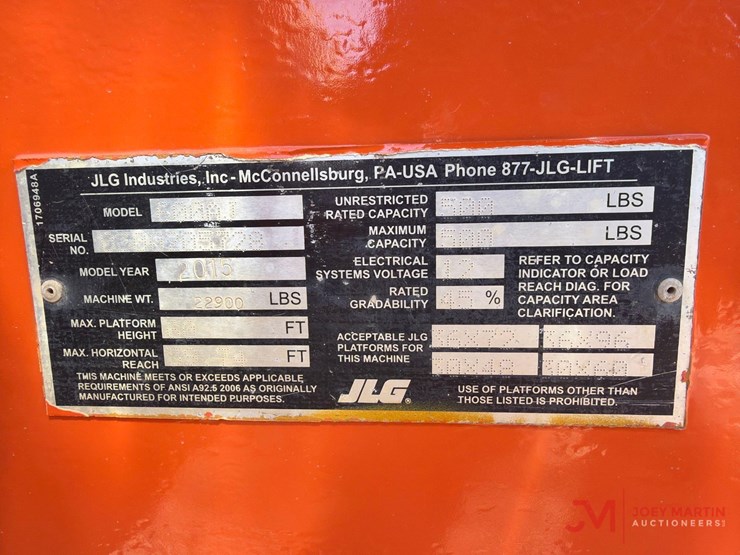 1706948A
JLG Industries, Inc - McConnellsburg, PA-USA Phone 877-JLG-LIFT
MODEL
SERIAL NO.
MODEL YEAR 2015
MACHINE WT. 22900 LBS
MAX. PLATFORM HEIGHT FT
MAX. HORIZONTAL REACH FT
THIS MACHINE MEETS OR EXCEEDS APPLICABLE
REQUIREMENTS OF ANSI A92.5 2006 AS ORIGINALLY
MANUFACTURED FOR INTENDED PURPOSES.
UNRESTRICTED
RATED CAPACITY LBS
MAXIMUM
CAPACITY LBS
ELECTRICAL
SYSTEMS VOLTAGE 12
RATED
GRADABILITY %
REFER TO CAPACITY
INDICATOR OR LOAD
REACH DIAG. FOR
CAPACITY AREA
CLARIFICATION.
ACCEPTABLE JLG
PLATFORMS FOR
THIS MACHINE
JLG
USE OF PLATFORMS OTHER THAN
THOSE LISTED IS PROHIBITED.
JM
JOEY MARTIN
AUCTIONEERS